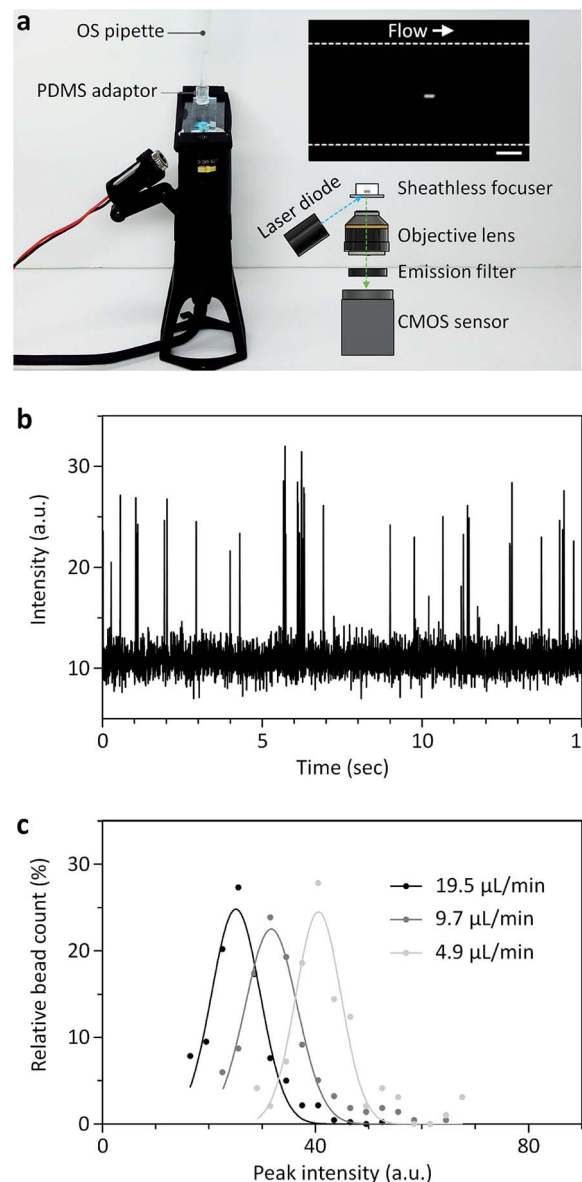 a
OS pipette
PDMS adaptor
Flow
Laser diode
Sheathless focuser
Objective lens
Emission filter
CMOS sensor
b
Intensity (a.u.)
30
20
10
0
5
10
15
Time (sec)
c
Relative bead count (%)
30
20
10
0
19.5 µL/min
9.7 µL/min
4.9 µL/min
0
40
80
Peak intensity (a.u.)